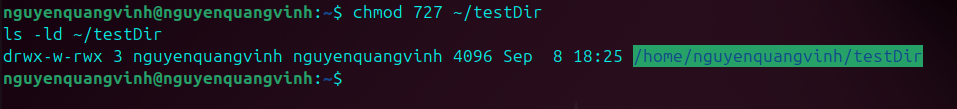 nguyenquangvinh@nguyenquangvinh:~$ chmod 727 ~/testDir
ls -ld ~/testDir
drwx-w-rwx 3 nguyenquangvinh nguyenquangvinh 4096 Sep  8 18:25 /home/nguyenquangvinh/testDir
nguyenquangvinh@nguyenquangvinh:~$